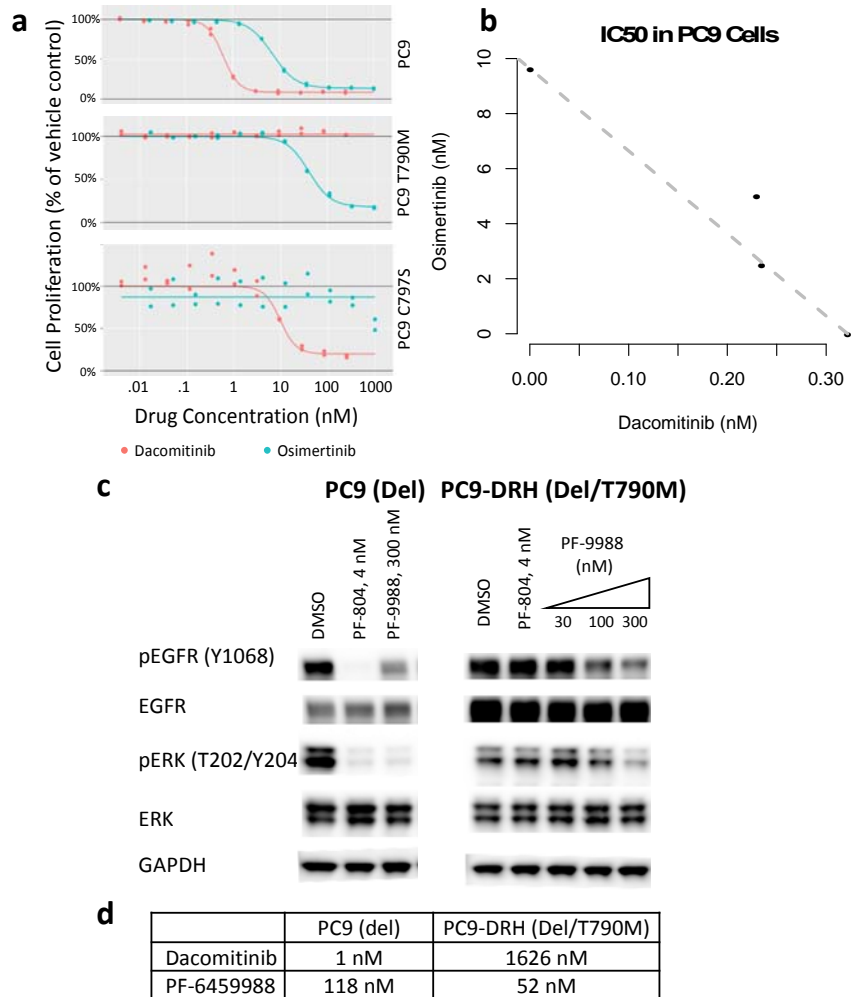 a
Cell Proliferation (% of vehicle control)
100%
50%
0%
PC9
100%
50%
0%
PC9 T790M
100%
50%
0%
PC9 C797S
.01 .1 1 10 100 1000
Drug Concentration (nM)
Dacomitinib Osimertinib
b
IC50 in PC9 Cells
Osimertinib (nM)
10
8
6
4
2
0
0.00 0.10 0.20 0.30
Dacomitinib (nM)
c
PC9 (Del) PC9-DRH (Del/T790M)
DMSO
PF-804, 4 nM
PF-9988, 300 nM
DMSO
PF-804, 4 nM
PF-9988
(nM)
30 100 300
pEGFR (Y1068)
EGFR
pERK (T202/Y204
ERK
GAPDH
d
PC9 (del) PC9-DRH (Del/T790M)
Dacomitinib 1 nM 1626 nM
PF-6459988 118 nM 52 nM